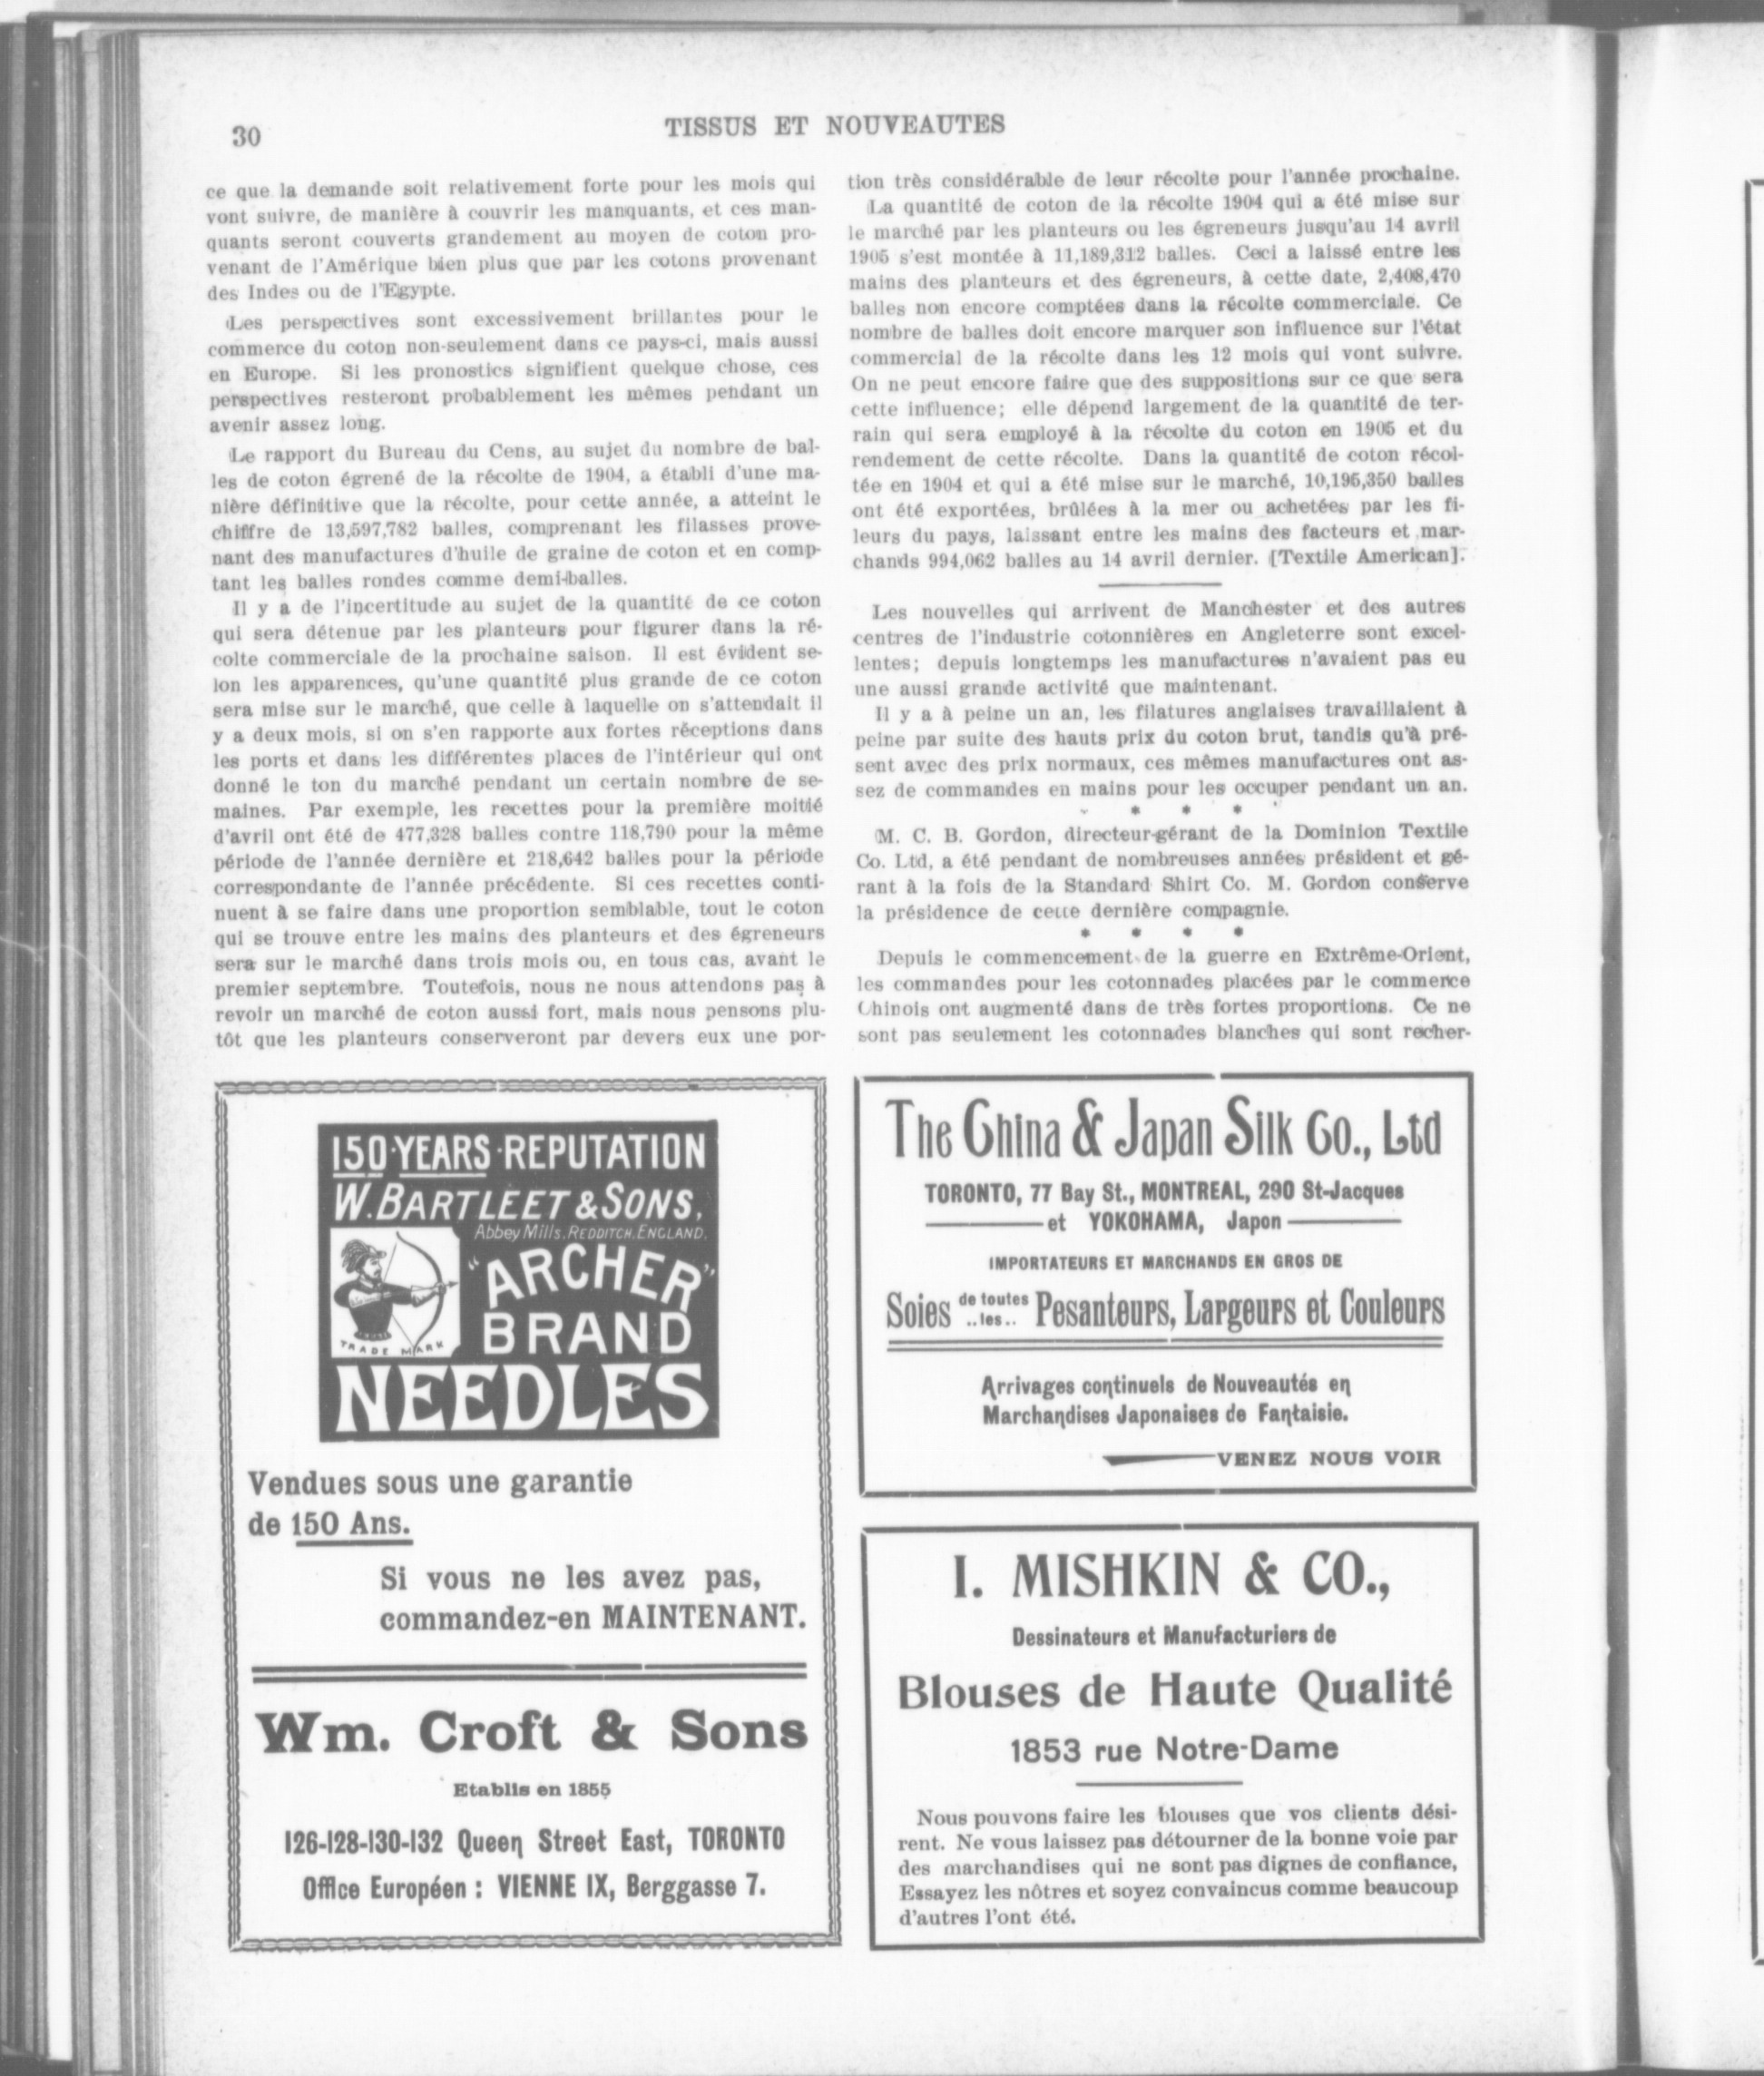 30
TISSUS ET NOUVEAUTES
ce que la demande soit relativement forte pour les mois qui
vont suivre, de manière à couvrir les manquants, et ces man-
quants seront couverts grandement au moyen de coton pro-
venant de l'Amérique bien plus que par les cotons provenant
des Indes ou de l'Egypte.
Les perspectives sont excessivement brillantes pour le
commerce du coton non-seulement dans ce pays-ci, mais aussi
en Europe. Si les pronostics signifient quelque chose, ces
perspectives resteront probablement les mêmes pendant un
avenir assez long.
Le rapport du Bureau du Cens, au sujet du nombre de bal-
les de coton égrené de la récolte de 1904, a établi d'une ma-
nière définitive que la récolte, pour cette année, a atteint le
chiffre de 13,597,782 balles, comprenant les filasses prove-
nant des manufactures d'huile de graine de coton et en comp-
tant les balles rondes comme demi-balles.
Il y a de l'incertitude au sujet de la quantité de ce coton
qui sera détenue par les planteurs pour figurer dans la ré-
colte commerciale de la prochaine saison. Il est évident se-
lon les apparences, qu'une quantité plus grande de ce coton
sera mise sur le marché, que celle à laquelle on s'attendait il
y a deux mois, si on s'en rapporte aux fortes réceptions dans
les ports et dans les différentes places de l'intérieur qui ont
donné le ton du marché pendant un certain nombre de se-
maines. Par exemple, les recettes pour la première moitié
d'avril ont été de 477,328 balles contre 118,790 pour la même
période de l'année dernière et 218,642 balles pour la période
correspondante de l'année précédente. Si ces recettes conti-
nuent à se faire dans une proportion semblable, tout le coton
qui se trouve entre les mains des planteurs et des égreneurs
sera sur le marché dans trois mois ou, en tous cas, avant le
premier septembre. Toutefois, nous ne nous attendons pas à
revoir un marché de coton aussi fort, mais nous pensons plu-
tôt que les planteurs conserveront par devers eux une por-
tion très considérable de leur récolte pour l'année prochaine.
La quantité de coton de la récolte 1904 qui a été mise sur
le marché par les planteurs ou les égreneurs jusqu'au 14 avril
1905 s'est montée à 11,189,312 balles. Ceci a laissé entre les
mains des planteurs et des égreneurs, à cette date, 2,408,470
balles non encore comptées dans la récolte commerciale. Ce
nombre de balles doit encore marquer son influence sur l'état
commercial de la récolte dans les 12 mois qui vont suivre.
On ne peut encore faire que des suppositions sur ce que sera
cette influence; elle dépend largement de la quantité de ter-
rain qui sera employé à la récolte du coton en 1905 et du
rendement de cette récolte. Dans la quantité de coton récol-
tée en 1904 et qui a été mise sur le marché, 10,195,350 balles
ont été exportées, brûlées à la mer ou achetées par les fi-
leurs du pays, laissant entre les mains des facteurs et mar-
chands 994,062 balles au 14 avril dernier. [Textile American].
Les nouvelles qui arrivent de Manchester et des autres
centres de l'industrie cotonnières en Angleterre sont excel-
lentes; depuis longtemps les manufactures n'avaient pas eu
une aussi grande activité que maintenant.
Il y a à peine un an, les filatures anglaises travaillaient à
peine par suite des hauts prix du coton brut, tandis qu'à pré-
sent avec des prix normaux, ces mêmes manufactures ont as-
sez de commandes en mains pour les occuper pendant un an.
* * *
M. C. B. Gordon, directeur-gérant de la Dominion Textile
Co. Ltd, a été pendant de nombreuses années président et gé-
rant à la fois de la Standard Shirt Co. M. Gordon conserve
la présidence de cette dernière compagnie.
* * * *
Depuis le commencement de la guerre en Extrême-Orient,
les commandes pour les cotonnades placées par le commerce
Chinois ont augmenté dans de très fortes proportions. Ce ne
sont pas seulement les cotonnades blanches qui sont recher-
150·YEARS·REPUTATION
W. BARTLEET & SONS,
Abbey Mills, REDDITCH, ENGLAND.
"ARCHER"
BRAND
TRADE MARK
NEEDLES
Vendues sous une garantie
de 150 Ans.
Si vous ne les avez pas,
commandez-en MAINTENANT.
Wm. Croft & Sons
Etablis en 1855
126-128-130-132 Queen Street East, TORONTO
Office Européen : VIENNE IX, Berggasse 7.
The China & Japan Silk Co., Ltd
TORONTO, 77 Bay St., MONTREAL, 290 St-Jacques
et YOKOHAMA, Japon
IMPORTATEURS ET MARCHANDS EN GROS DE
Soies de toutes ..les.. Pesanteurs, Largeurs et Couleurs
Arrivages continuels de Nouveautés en
Marchandises Japonaises de Fantaisie.
VENEZ NOUS VOIR
I. MISHKIN & CO.,
Dessinateurs et Manufacturiers de
Blouses de Haute Qualité
1853 rue Notre-Dame
Nous pouvons faire les blouses que vos clients dési-
rent. Ne vous laissez pas détourner de la bonne voie par
des marchandises qui ne sont pas dignes de confiance,
Essayez les nôtres et soyez convaincus comme beaucoup
d'autres l'ont été.